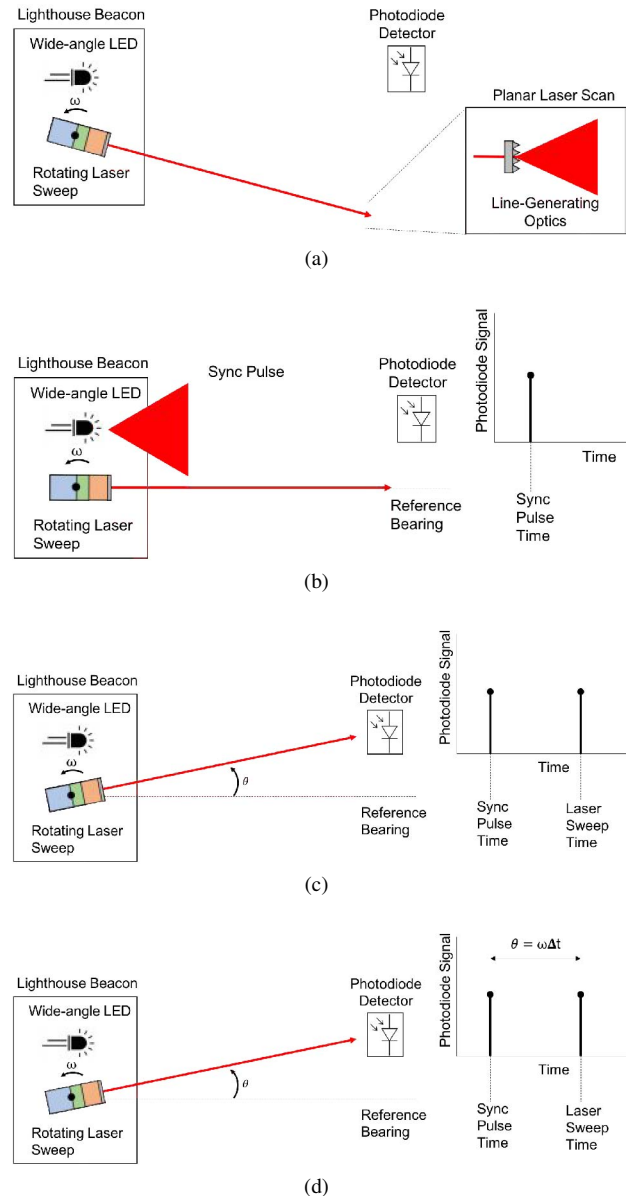 Lighthouse Beacon
Wide-angle LED
ω
Rotating Laser
Sweep
Photodiode
Detector
Planar Laser Scan
Line-Generating
Optics
(a)
Lighthouse Beacon
Wide-angle LED
ω
Rotating Laser
Sweep
Sync Pulse
Photodiode
Detector
Reference
Bearing
Photodiode Signal
Time
Sync
Pulse
Time
(b)
Lighthouse Beacon
Wide-angle LED
ω
Rotating Laser
Sweep
θ
Photodiode
Detector
Reference
Bearing
Photodiode Signal
Time
Sync
Pulse
Time
Laser
Sweep
Time
(c)
Lighthouse Beacon
Wide-angle LED
ω
Rotating Laser
Sweep
θ
Photodiode
Detector
Reference
Bearing
Photodiode Signal
θ = ωΔt
Time
Sync
Pulse
Time
Laser
Sweep
Time
(d)